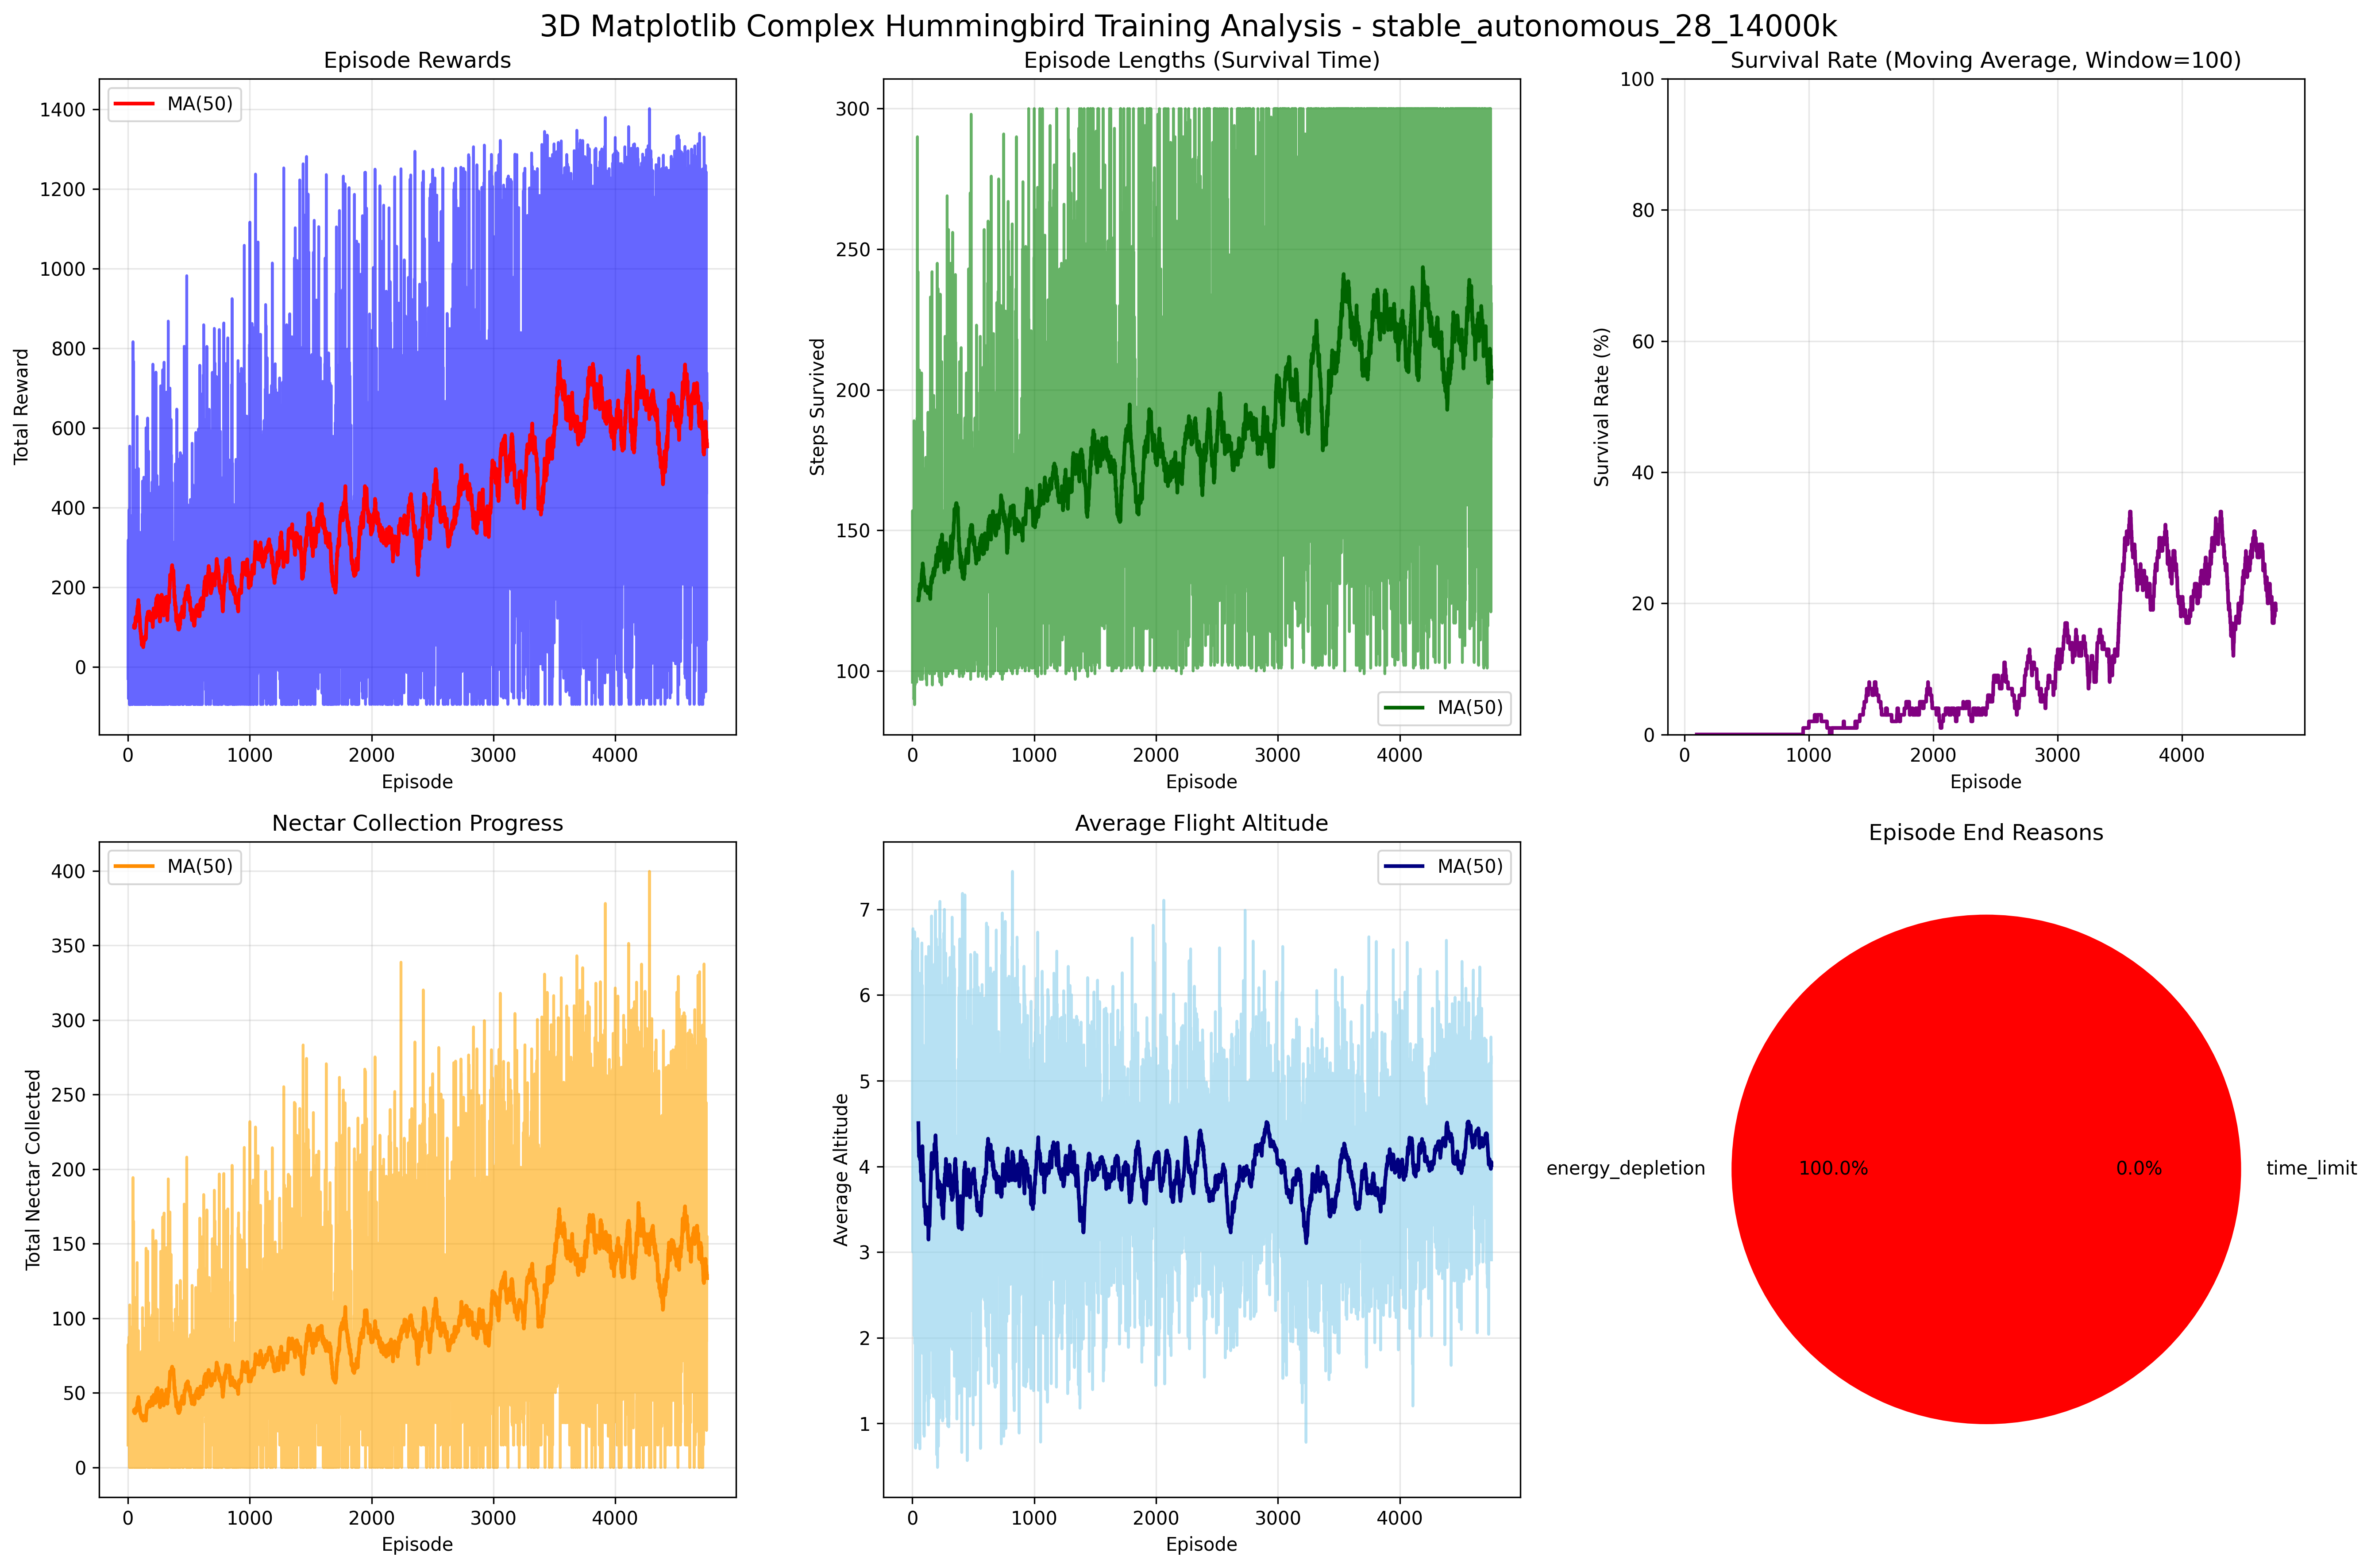 3D Matplotlib Complex Hummingbird Training Analysis - stable_autonomous_28_14000k
Episode Rewards
MA(50)
1400
1200
1000
800
600
400
200
0
Total Reward
0 1000 2000 3000 4000
Episode
Episode Lengths (Survival Time)
300
250
200
150
100
Steps Survived
MA(50)
0 1000 2000 3000 4000
Episode
Survival Rate (Moving Average, Window=100)
100
80
60
40
20
0
Survival Rate (%)
0 1000 2000 3000 4000
Episode
Nectar Collection Progress
MA(50)
400
350
300
250
200
150
100
50
0
Total Nectar Collected
0 1000 2000 3000 4000
Episode
Average Flight Altitude
MA(50)
7
6
5
4
3
2
1
Average Altitude
0 1000 2000 3000 4000
Episode
Episode End Reasons
energy_depletion 100.0% 0.0% time_limit